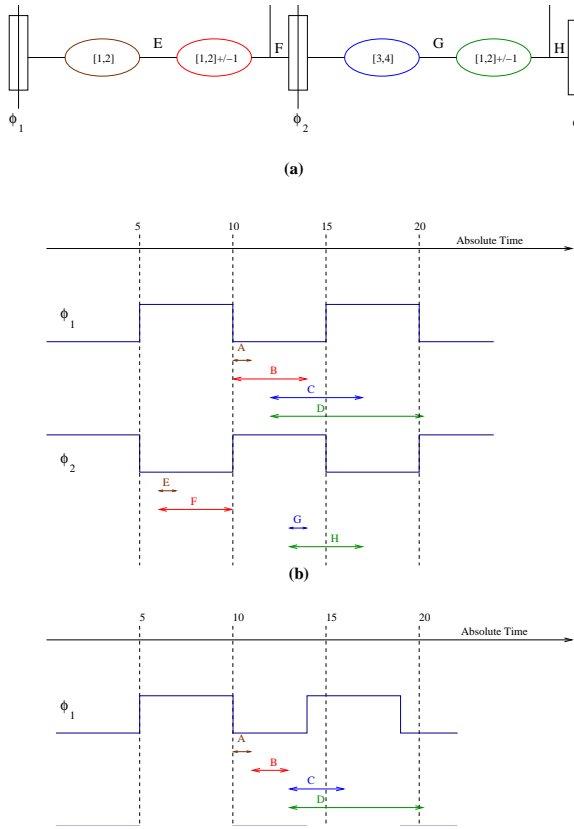 [1,2] E [1,2]+/−1 F [3,4] G [1,2]+/−1 H
ϕ1 ϕ2 ϕ
(a)
5 10 15 20
Absolute Time
ϕ1
A
B
C
D
ϕ2
E
F
G
H
(b)
5 10 15 20
Absolute Time
ϕ1
A
B
C
D